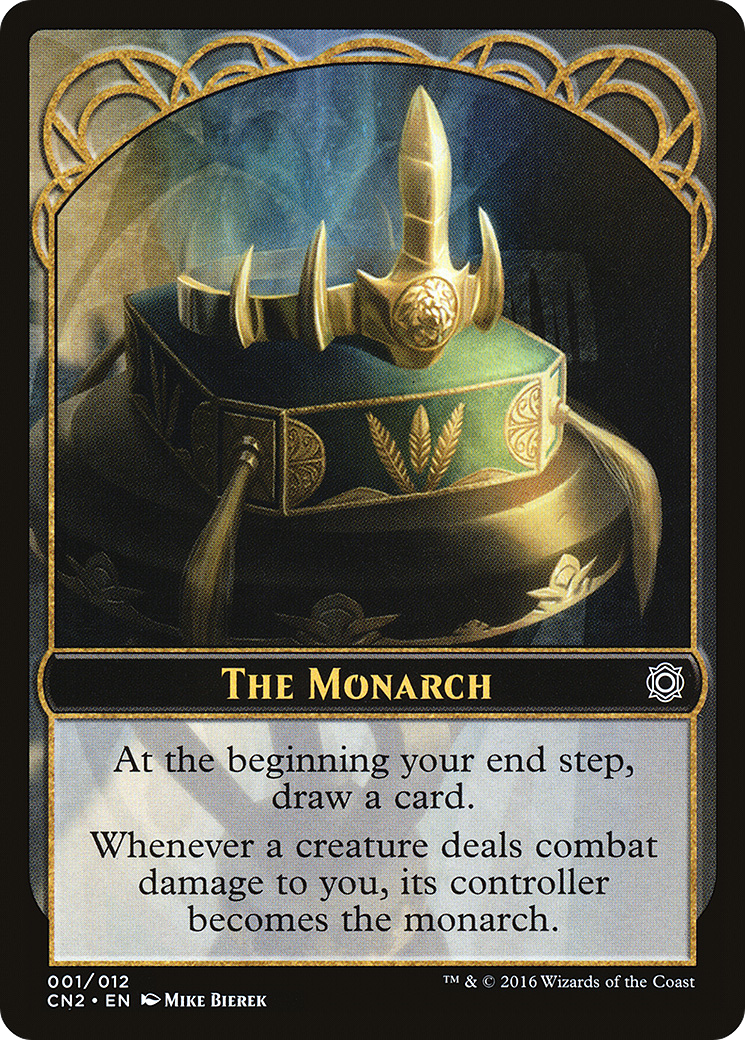 The Monarch
At the beginning your end step,
draw a card.
Whenever a creature deals combat
damage to you, its controller
becomes the monarch.
001/012
CN2 • EN Mike Bierek
™ & © 2016 Wizards of the Coast